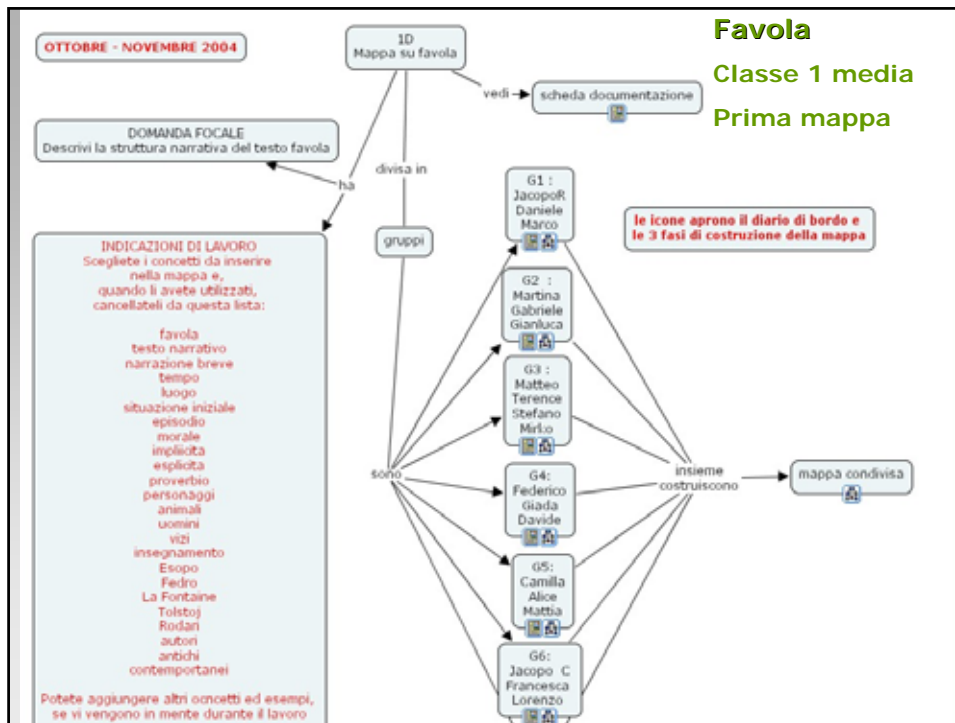 OTTOBRE - NOVEMBRE 2004
1D
Mappa su favola
Favola
Classe 1 media
Prima mappa
vedi
scheda documentazione
DOMANDA FOCALE
Descrivi la struttura narrativa del testo favola
ha
divisa in
gruppi
sono
INDICAZIONI DI LAVORO
Scegliete i concetti da inserire
nella mappa e,
quando li avete utilizzati,
cancellateli da questa lista:
favola
testo narrativo
narrazione breve
tempo
luogo
situazione iniziale
episodio
morale
impliicita
esplicita
proverbio
personaggi
animali
uomini
vizi
insegnamento
Esopo
Fedro
La Fontaine
Tolstoj
Rodari
autori
antichi
contemporanei
Potete aggiungere altri ocncetti ed esempi,
se vi vengono in mente durante il lavoro
G1 :
JacopoR
Daniele
Marco
G2 :
Martina
Gabriele
Gianluca
G3 :
Matteo
Terence
Stefano
Mirko
G4:
Federico
Giada
Davide
G5:
Camilla
Alice
Mattia
G6:
Jacopo C
Francesca
Lorenzo
le icone aprono il diario di bordo e
le 3 fasi di costruzione della mappa
insieme
costruiscono
mappa condivisa